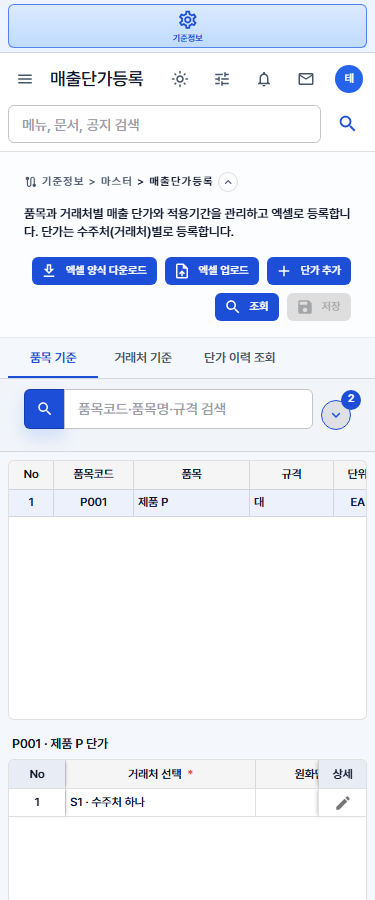 기준정보
매출단가등록
테
메뉴, 문서, 공지 검색
기준정보 > 마스터 > 매출단가등록
품목과 거래처별 매출 단가와 적용기간을 관리하고 엑셀로 등록합니
다. 단가는 수주처(거래처)별로 등록합니다.
엑셀 양식 다운로드 엑셀 업로드 단가 추가
조회 저장
품목 기준 거래처 기준 단가 이력 조회
품목코드·품목명·규격 검색 2
No 품목코드 품목 규격 단위
1 P001 제품 P 대 EA
P001 · 제품 P 단가
No 거래처 선택 * 원화 상세
1 S1 · 수주처 하나